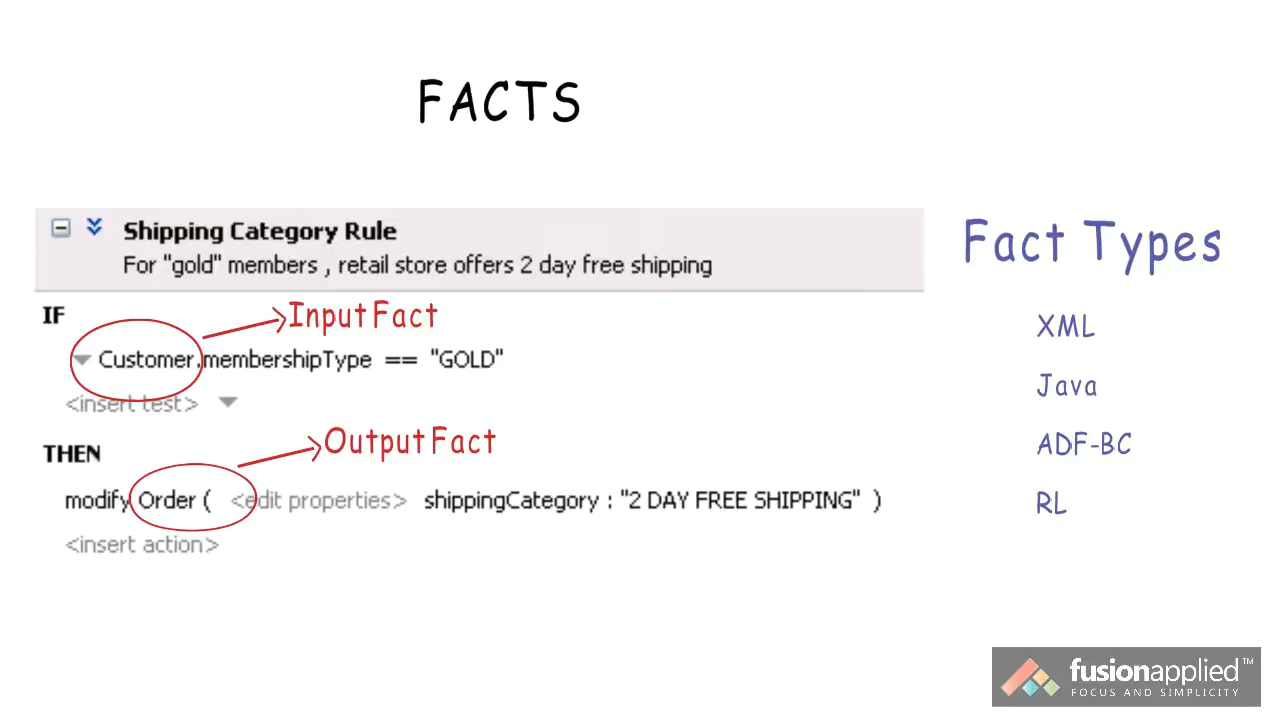 FACTS
Shipping Category Rule
For "gold" members , retail store offers 2 day free shipping
IF
Input Fact
Customer.membershipType == "GOLD"
<insert test>
THEN
Output Fact
modify Order ( <edit properties> shippingCategory : "2 DAY FREE SHIPPING" )
<insert action>
Fact Types
XML
Java
ADF-BC
RL
fusionapplied™
FOCUS AND SIMPLICITY